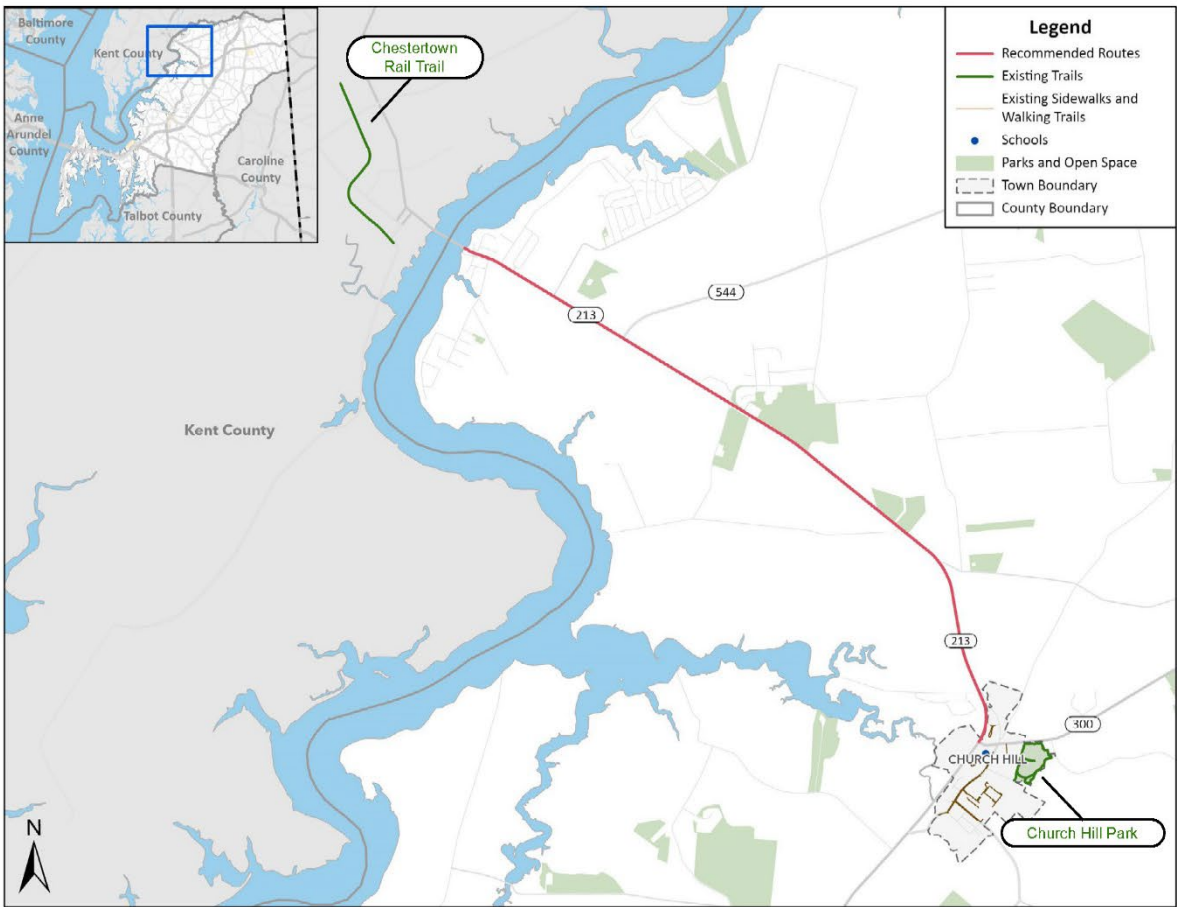 Baltimore
County
Kent County
Anne
Arundel
County
Caroline
County
Talbot County
Chestertown
Rail Trail
Legend
Recommended Routes
Existing Trails
Existing Sidewalks and
Walking Trails
Schools
Parks and Open Space
Town Boundary
County Boundary
544
213
Kent County
213
300
CHURCH HILL
Church Hill Park
N